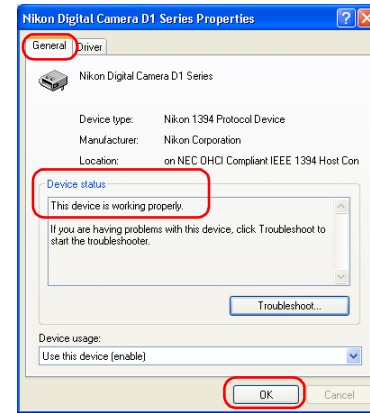 Nikon Digital Camera D1 Series Properties
General Driver
Nikon Digital Camera D1 Series
Device type: Nikon 1394 Protocol Device
Manufacturer: Nikon Corporation
Location: on NEC OHCI Compliant IEEE 1394 Host Con
Device status
This device is working properly.
If you are having problems with this device, click Troubleshoot to
start the troubleshooter.
Troubleshoot...
Device usage:
Use this device (enable)
OK Cancel